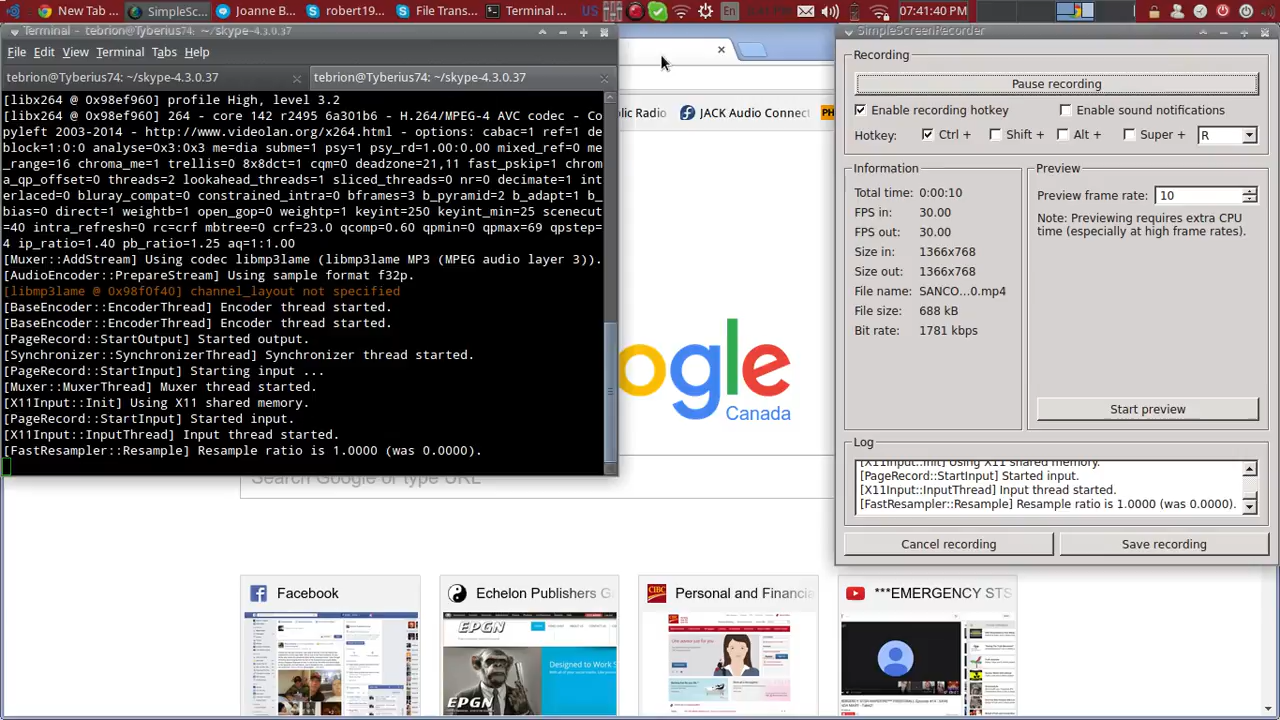 New Tab ...
SimpleSc...
Joanne B...
robert19...
File Trans...
Terminal ...
US
En
07:41:40 PM
Terminal - tebrion@Tyberius74: ~/skype-4.3.0.37
File Edit View Terminal Tabs Help
tebrion@Tyberius74: ~/skype-4.3.0.37
tebrion@Tyberius74: ~/skype-4.3.0.37
[libx264 @ 0x98ef960] profile High, level 3.2
[libx264 @ 0x98ef960] 264 - core 142 r2495 6a301b6 - H.264/MPEG-4 AVC codec - Co
pyleft 2003-2014 - http://www.videolan.org/x264.html - options: cabac=1 ref=1 de
block=1:0:0 analyse=0x3:0x3 me=dia subme=1 psy=1 psy_rd=1.00:0.00 mixed_ref=0 me
_range=16 chroma_me=1 trellis=0 8x8dct=1 cqm=0 deadzone=21,11 fast_pskip=1 chrom
a_qp_offset=0 threads=2 lookahead_threads=1 sliced_threads=0 nr=0 decimate=1 int
erlaced=0 bluray_compat=0 constrained_intra=0 bframes=3 b_pyramid=2 b_adapt=1 b_
bias=0 direct=1 weightb=1 open_gop=0 weightp=1 keyint=250 keyint_min=25 scenecut
=40 intra_refresh=0 rc=crf mbtree=0 crf=23.0 qcomp=0.60 qpmin=0 qpmax=69 qpstep=
4 ip_ratio=1.40 pb_ratio=1.25 aq=1:1.00
[Muxer::AddStream] Using codec libmp3lame (libmp3lame MP3 (MPEG audio layer 3)).
[AudioEncoder::PrepareStream] Using sample format f32p.
[libmp3lame @ 0x98f0f40] channel_layout not specified
[BaseEncoder::EncoderThread] Encoder thread started.
[BaseEncoder::EncoderThread] Encoder thread started.
[PageRecord::StartOutput] Started output.
[Synchronizer::SynchronizerThread] Synchronizer thread started.
[PageRecord::StartInput] Starting input ...
[Muxer::MuxerThread] Muxer thread started.
[X11Input::Init] Using X11 shared memory.
[PageRecord::StartInput] Started input.
[X11Input::InputThread] Input thread started.
[FastResampler::Resample] Resample ratio is 1.0000 (was 0.0000).
lic Radio
JACK Audio Connect
PH
ogle
Canada
Search Google or type URL
Facebook
Echelon Publishers G
Personal and Financia
***EMERGENCY STS
EPGN
Designed to Work S
EPGN
SimpleScreenRecorder
Recording
Pause recording
Enable recording hotkey
Enable sound notifications
Hotkey: Ctrl + Shift + Alt + Super + R
Information
Total time: 0:00:10
FPS in: 30.00
FPS out: 30.00
Size in: 1366x768
Size out: 1366x768
File name: SANCO...0.mp4
File size: 688 kB
Bit rate: 1781 kbps
Preview
Preview frame rate: 10
Note: Previewing requires extra CPU
time (especially at high frame rates).
Start preview
Log
[X11Input::Init] Using X11 shared memory.
[PageRecord::StartInput] Started input.
[X11Input::InputThread] Input thread started.
[FastResampler::Resample] Resample ratio is 1.0000 (was 0.0000).
Cancel recording
Save recording